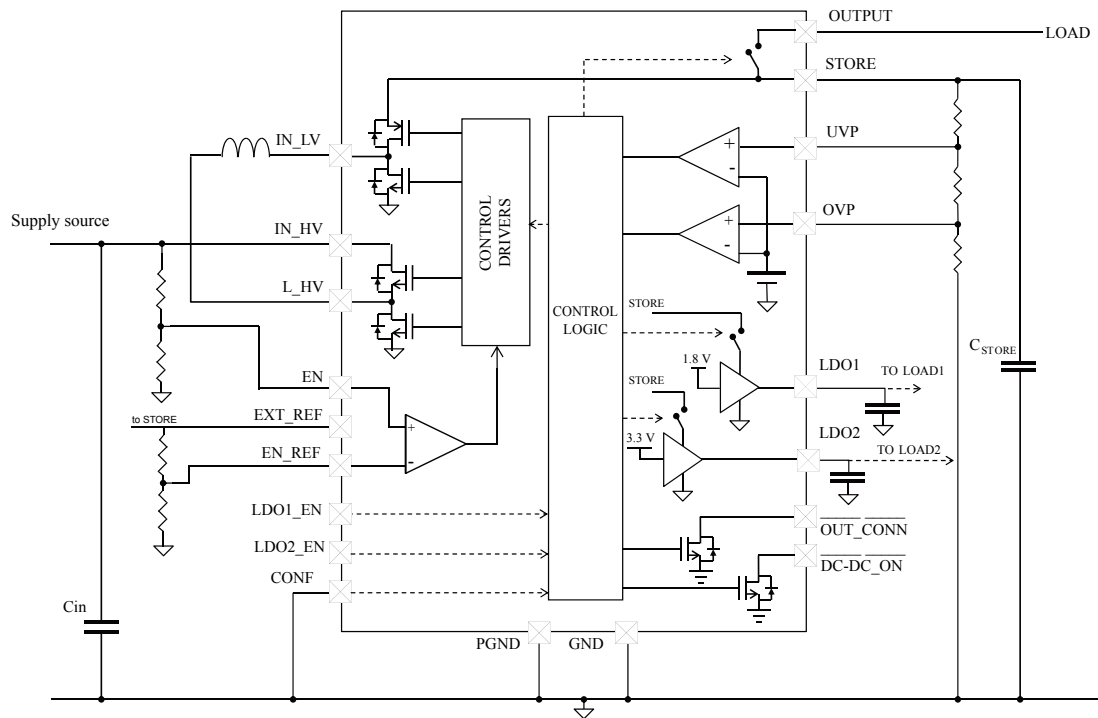 OUTPUT
LOAD
STORE
IN_LV
UVP
Supply source
IN_HV
OVP
CONTROL
DRIVERS
L_HV
STORE
CONTROL
LOGIC
1.8 V
LDO1
TO LOAD1
C STORE
EN
STORE
to STORE
EXT_REF
3.3 V
LDO2
TO LOAD2
EN_REF
LDO1_EN
OUT_CONN
LDO2_EN
DC-DC_ON
CONF
Cin
PGND
GND
+
-
+
-
+
-